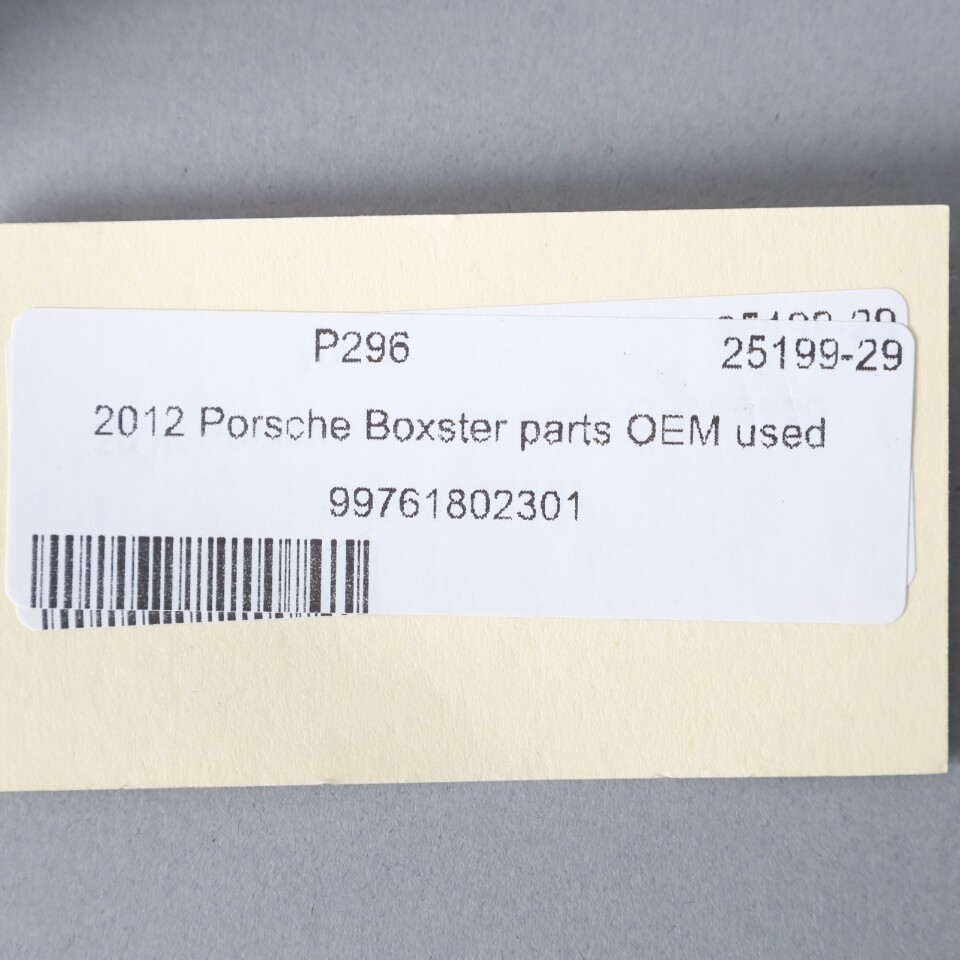 P296 25199-29
2012 Porsche Boxster parts OEM used
99761802301